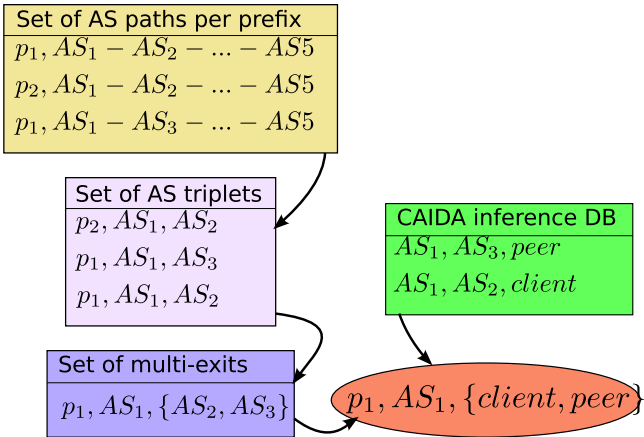 Set of AS paths per prefix
p₁, AS₁ − AS₂ − ... − AS5
p₂, AS₁ − AS₂ − ... − AS5
p₁, AS₁ − AS₃ − ... − AS5
Set of AS triplets
p₂, AS₁, AS₂
p₁, AS₁, AS₃
p₁, AS₁, AS₂
CAIDA inference DB
AS₁, AS₃, peer
AS₁, AS₂, client
Set of multi-exits
p₁, AS₁, {AS₂, AS₃}
p₁, AS₁, {client, peer}